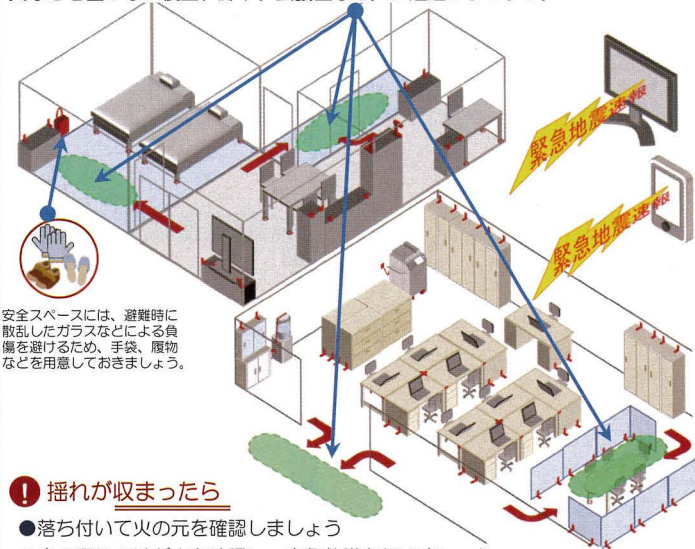 緊急地震速報
緊急地震速報
安全スペースには、避難時に
散乱したガラスなどによる負
傷を避けるため、手袋、履物
などを用意しておきましょう。
! 揺れが収まったら
●落ち付いて火の元を確認しましょう